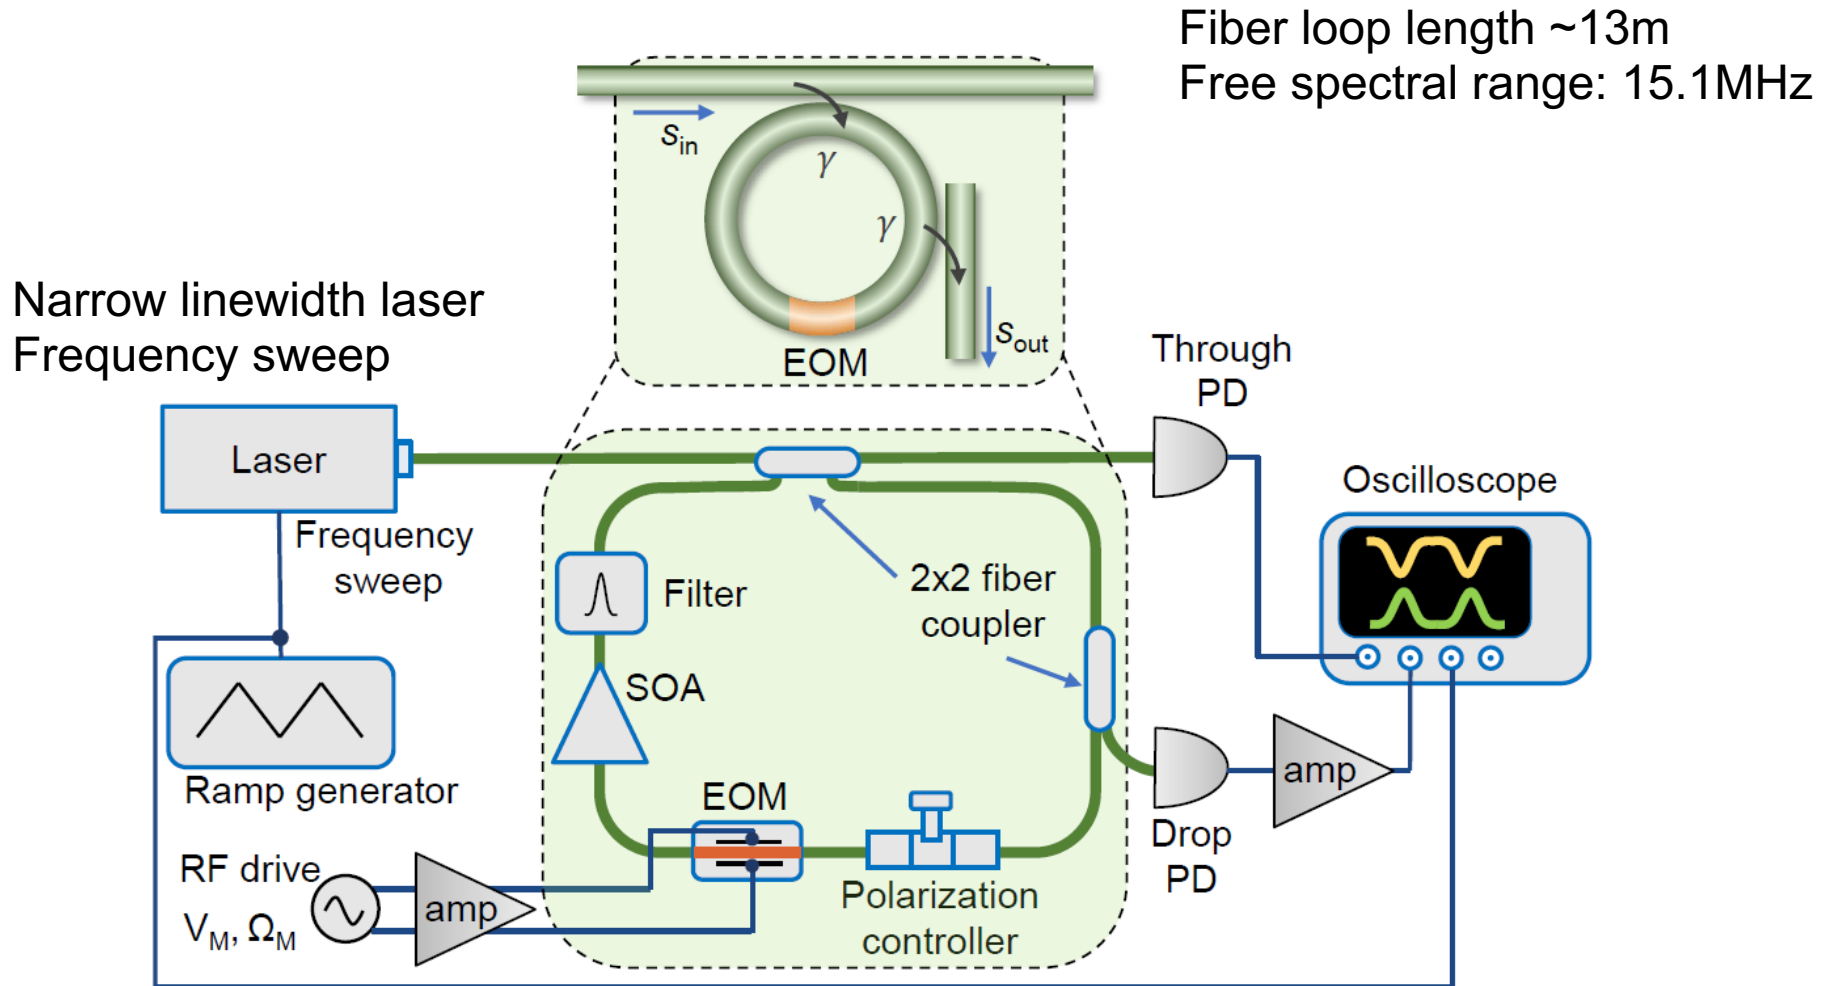 Fiber loop length ~13m
Free spectral range: 15.1MHz
s_in
γ
γ
s_out
EOM
Narrow linewidth laser
Frequency sweep
Through
PD
Laser
Oscilloscope
Frequency
sweep
Filter
2x2 fiber
coupler
SOA
Ramp generator
EOM
amp
Drop
PD
RF drive
V_M, Ω_M
amp
Polarization
controller